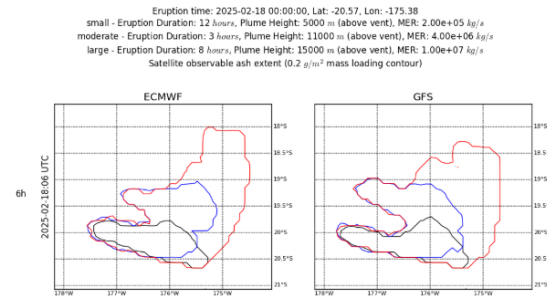 Eruption time: 2025-02-18 00:00:00, Lat: -20.57, Lon: -175.38
small - Eruption Duration: 12 hours, Plume Height: 5000 m (above vent), MER: 2.00e+05 kg/s
moderate - Eruption Duration: 3 hours, Plume Height: 11000 m (above vent), MER: 4.00e+06 kg/s
large - Eruption Duration: 8 hours, Plume Height: 15000 m (above vent), MER: 1.00e+07 kg/s
Satellite observable ash extent (0.2 g/m² mass loading contour)
ECMWF
GFS
6h
2025-02-18:06 UTC
18°S
18.5°S
19°S
19.5°S
20°S
20.5°S
21°S
178°W
177°W
176°W
175°W
18°S
18.5°S
19°S
19.5°S
20°S
20.5°S
21°S
178°W
177°W
176°W
175°W